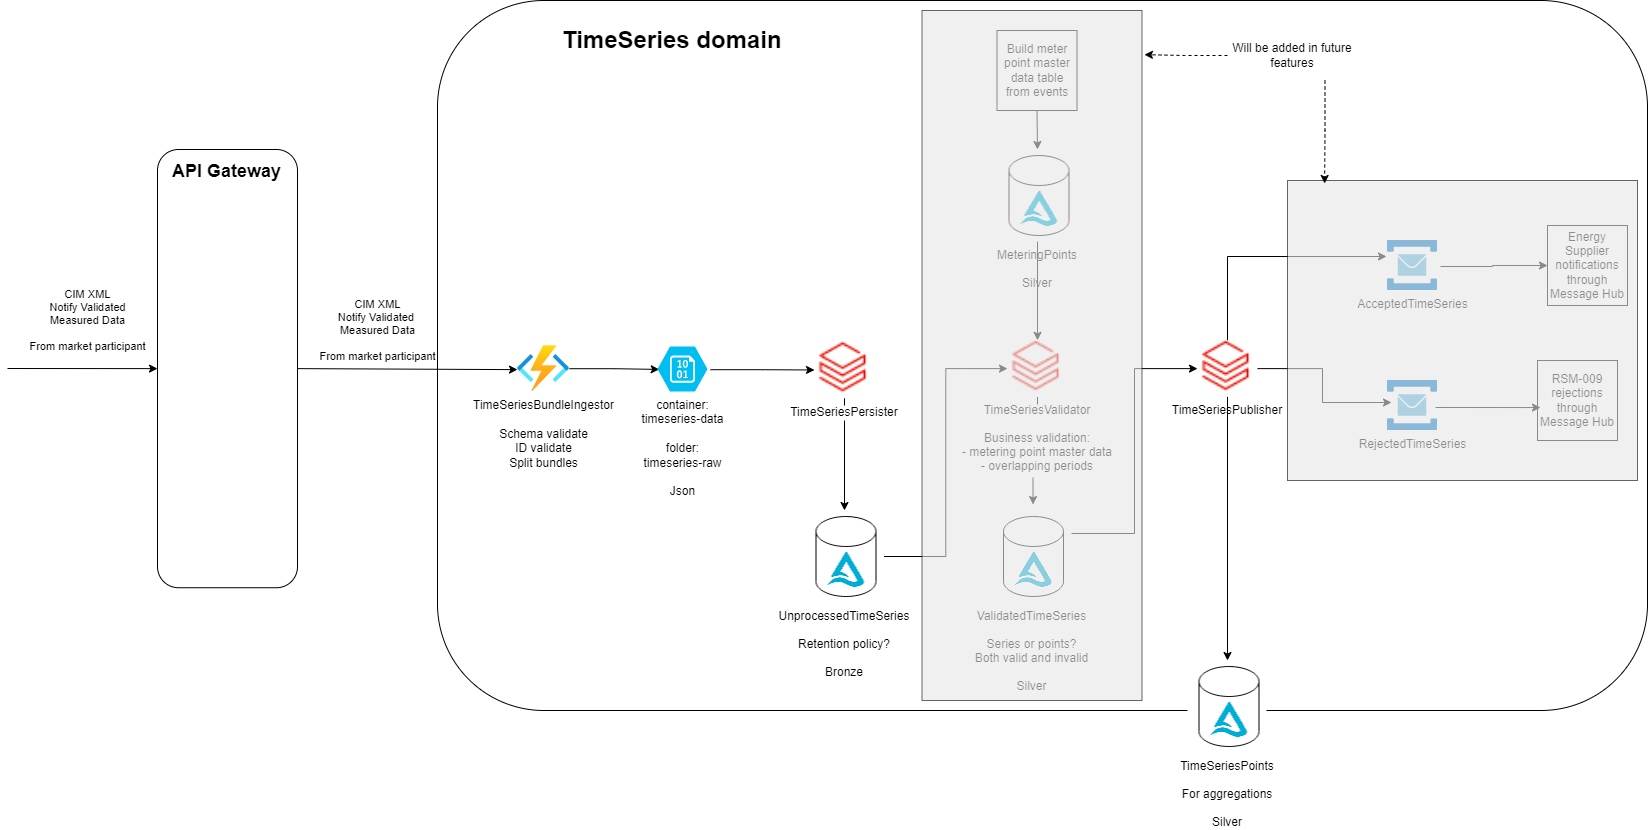 TimeSeries domain
API Gateway
CIM XML
Notify Validated
Measured Data
From market participant
CIM XML
Notify Validated
Measured Data
From market participant
TimeSeriesBundleIngestor
Schema validate
ID validate
Split bundles
10
01
container:
timeseries-data
folder:
timeseries-raw
Json
TimeSeriesPersister
UnprocessedTimeSeries
Retention policy?
Bronze
Build meter
point master
data table
from events
MeteringPoints
Silver
TimeSeriesValidator
Business validation:
- metering point master data
- overlapping periods
ValidatedTimeSeries
Series or points?
Both valid and invalid
Silver
Will be added in future
features
TimeSeriesPublisher
TimeSeriesPoints
For aggregations
Silver
AcceptedTimeSeries
Energy
Supplier
notifications
through
Message Hub
RejectedTimeSeries
RSM-009
rejections
through
Message Hub